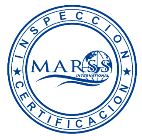 INSPECCION
MARSS
INTERNATIONAL
CERTIFICACION